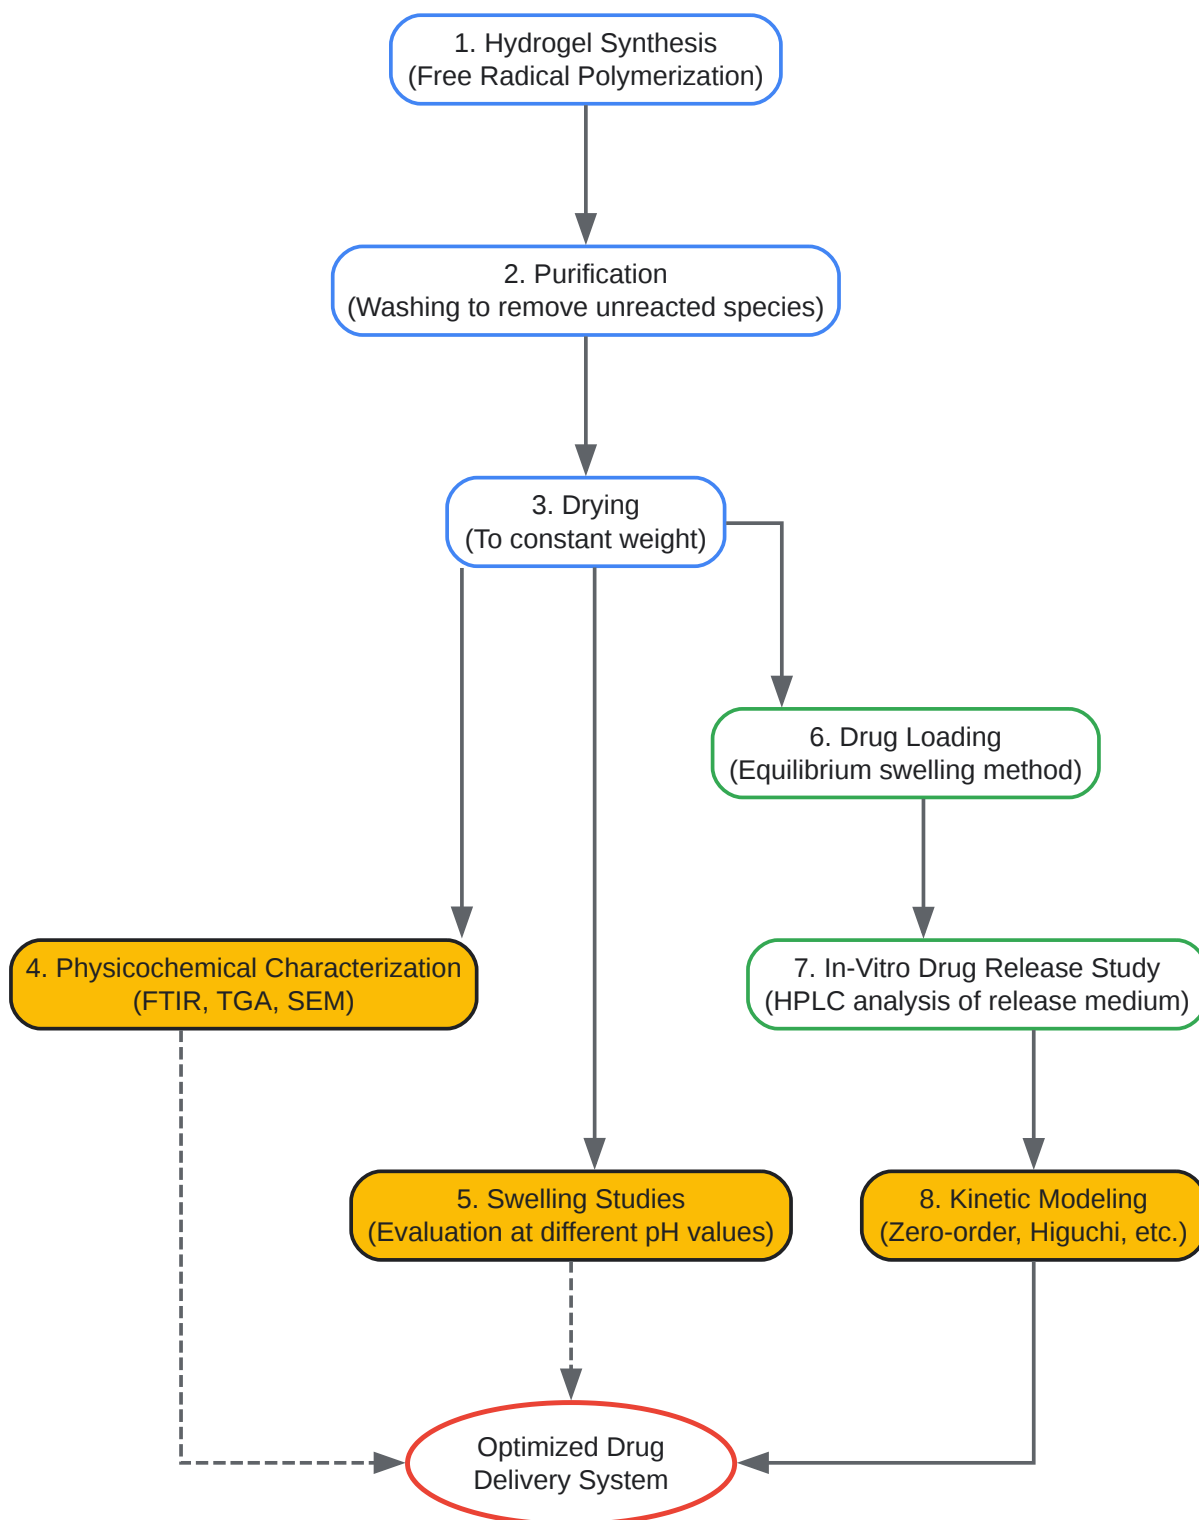 1. Hydrogel Synthesis
(Free Radical Polymerization)
2. Purification
(Washing to remove unreacted species)
3. Drying
(To constant weight)
6. Drug Loading
(Equilibrium swelling method)
4. Physicochemical Characterization
(FTIR, TGA, SEM)
7. In-Vitro Drug Release Study
(HPLC analysis of release medium)
5. Swelling Studies
(Evaluation at different pH values)
8. Kinetic Modeling
(Zero-order, Higuchi, etc.)
Optimized Drug
Delivery System